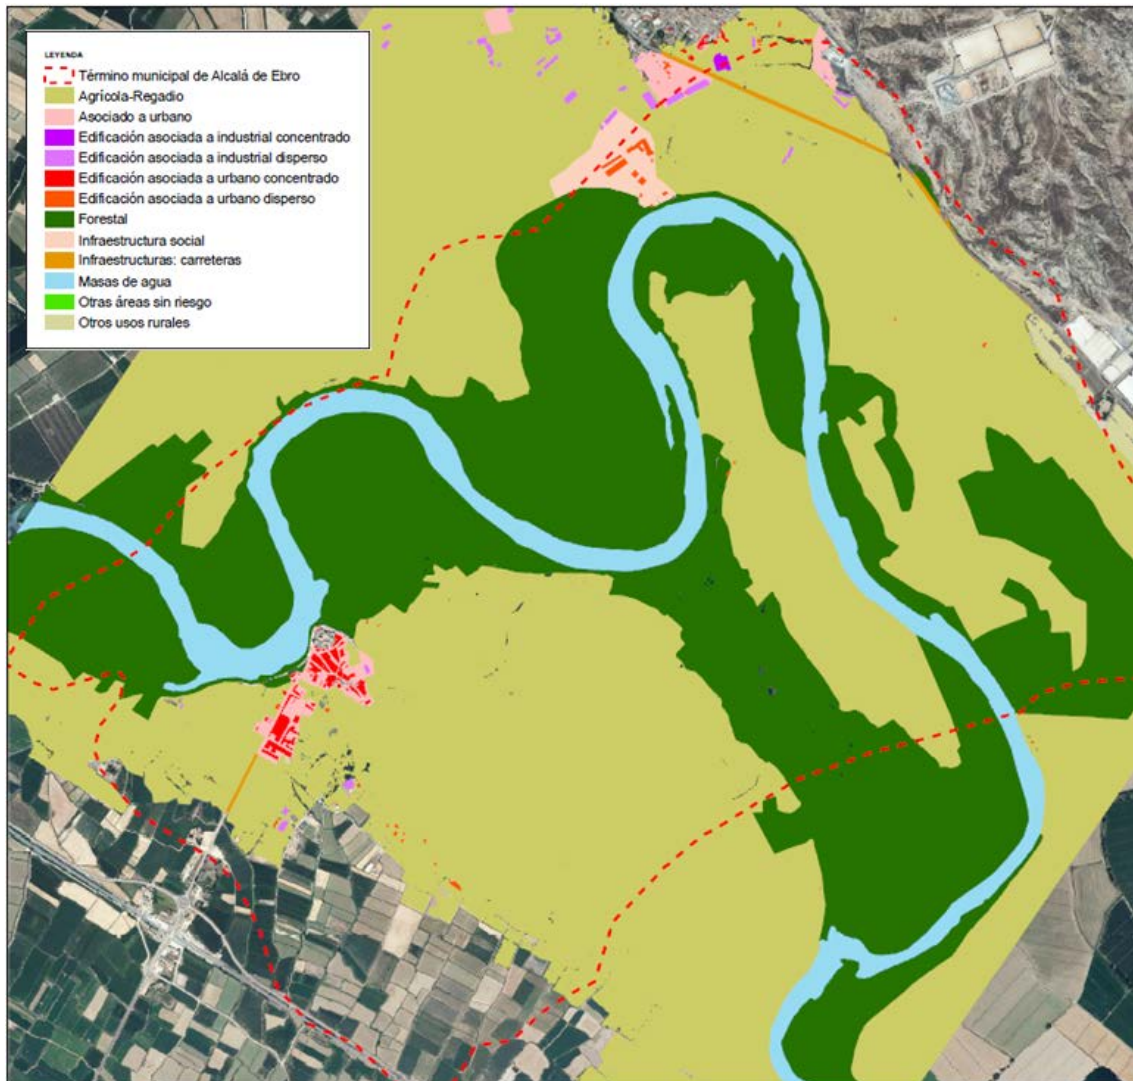 LEYENDA
Término municipal de Alcalá de Ebro
Agrícola-Regadio
Asociado a urbano
Edificación asociada a industrial concentrado
Edificación asociada a industrial disperso
Edificación asociada a urbano concentrado
Edificación asociada a urbano disperso
Forestal
Infraestructura social
Infraestructuras: carreteras
Masas de agua
Otras áreas sin riesgo
Otros usos rurales